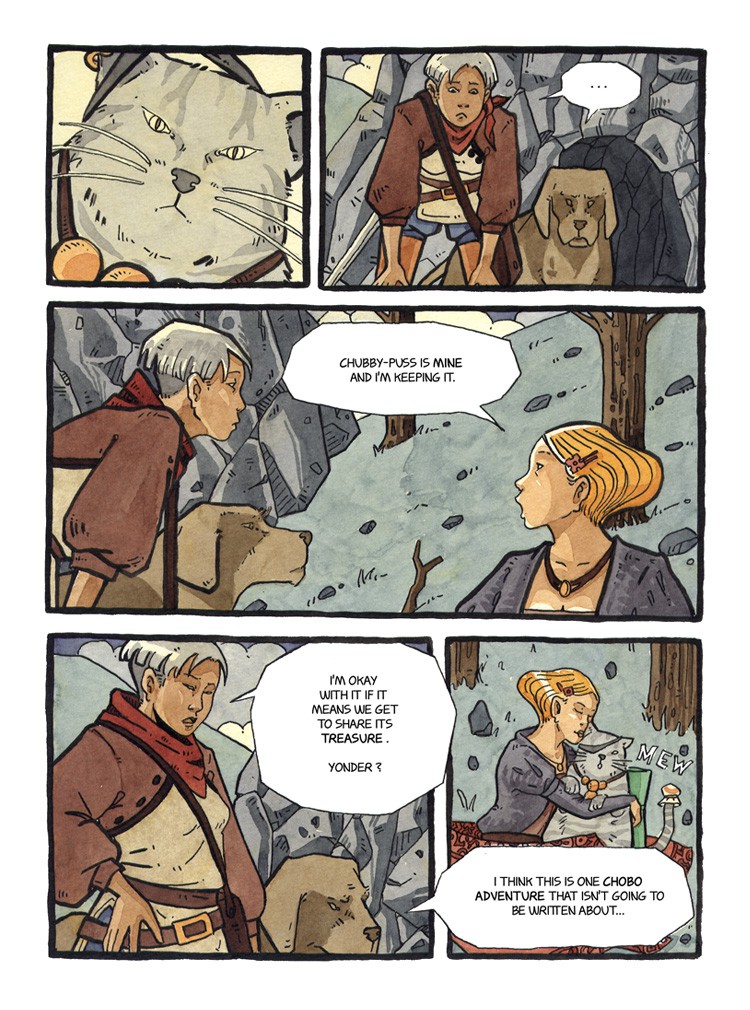 ...
CHUBBY-PUSS IS MINE
AND I'M KEEPING IT.
I'M OKAY
WITH IT IF IT
MEANS WE GET
TO SHARE ITS
TREASURE .
YONDER ?
MEW
I THINK THIS IS ONE CHOBO
ADVENTURE THAT ISN'T GOING TO
BE WRITTEN ABOUT...